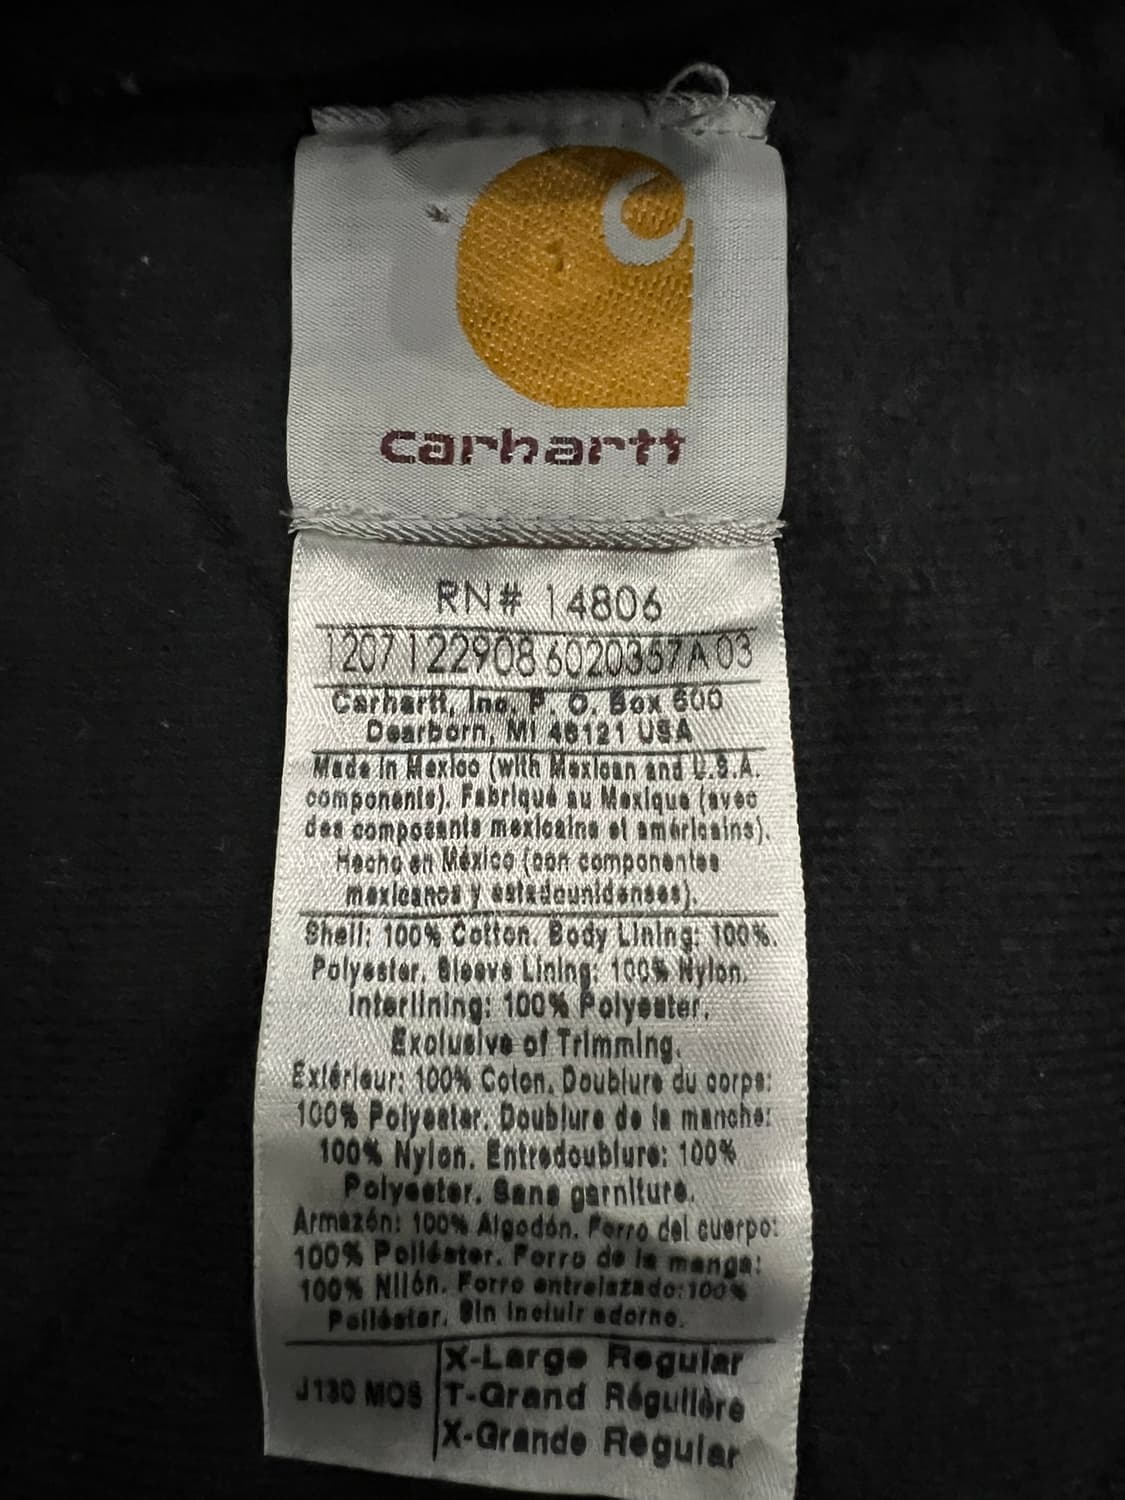 carhartt
RN# 14806
1207122908 6020367A 03
Carhartt, Inc. P. O. Box 600
Dearborn, MI 48121 USA
Made in Mexico (with Mexican and U.S.A.
components). Fabriqué au Mexique (avec
des composants mexicains et américains).
Hecho en México (con componentes
mexicanos y estadounidenses).
Shell: 100% Cotton. Body Lining: 100%
Polyester. Sleeve Lining: 100% Nylon.
Interlining: 100% Polyester.
Exclusive of Trimming.
Extérieur: 100% Coton. Doublure du corps:
100% Polyester. Doublure de la manche:
100% Nylon. Entredoublure: 100%
Polyester. Sans garniture.
Armazón: 100% Algodón. Forro del cuerpo:
100% Poliéster. Forro de la manga:
100% Nilón. Forro entrelazado: 100%
Poliéster. Sin incluir adorno.
J130 MOS
X-Large Regular
T-Grand Régulière
X-Grande Regular